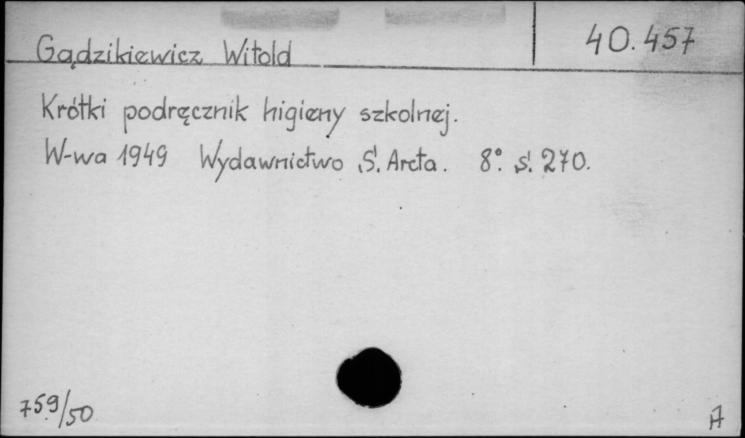 Gądzikiewicz Witold 40.457
Krótki podręcznik higieny szkolnej.
W-wa 1949 Wydawnictwo S. Arcta. 8° s. 270.
759/50 A